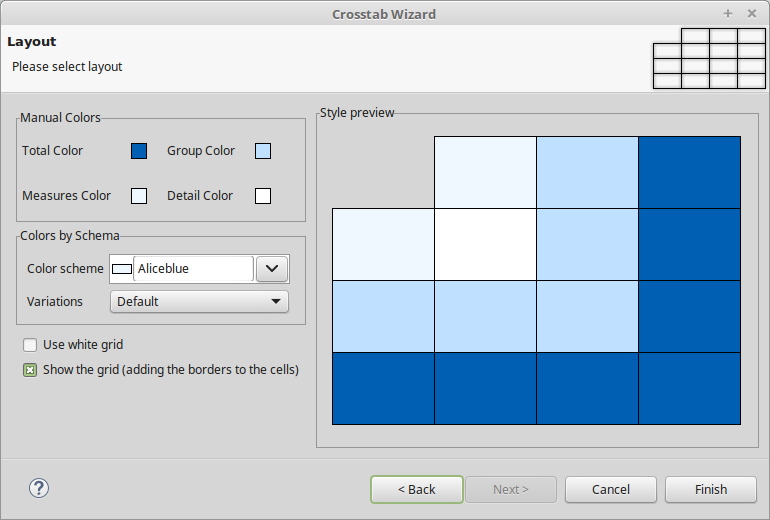 Crosstab Wizard
Layout
Please select layout
Manual Colors
Total Color
Group Color
Measures Color
Detail Color
Colors by Schema
Color scheme
Aliceblue
Variations
Default
Use white grid
Show the grid (adding the borders to the cells)
Style preview
?
< Back
Next >
Cancel
Finish